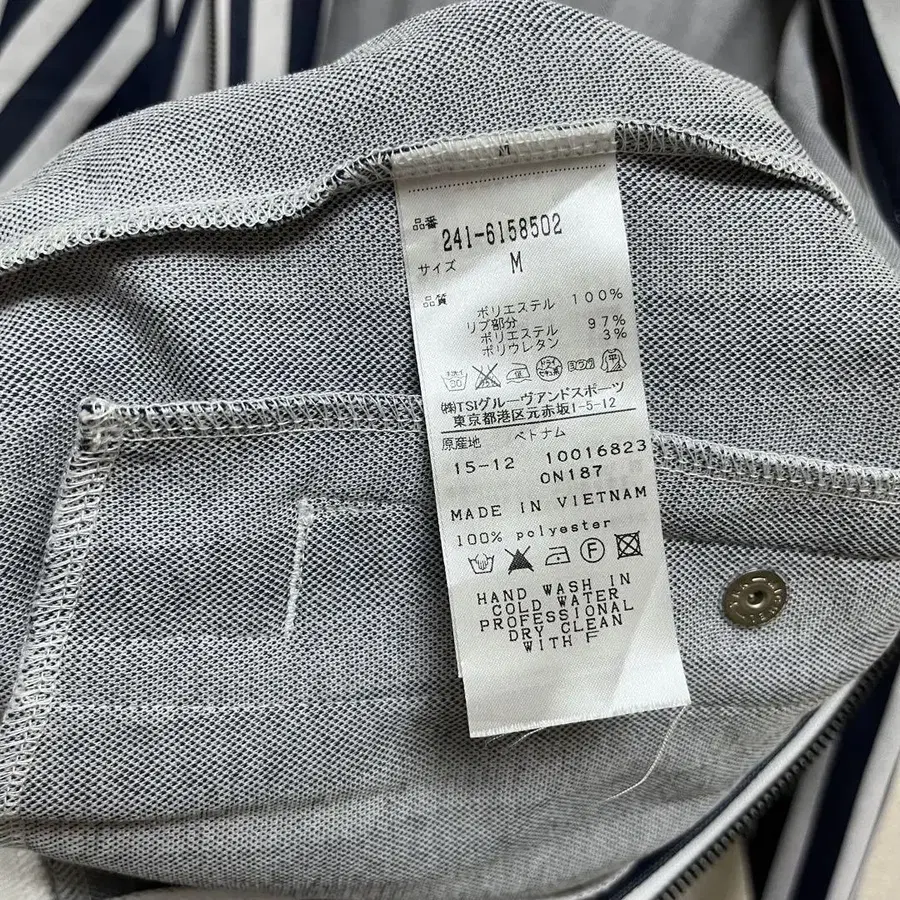 M
品番
241-6158502
サイズ M
品質
ポリエステル 100%
リブ部分
ポリエステル 97%
ポリウレタン 3%
(株)TSIグルーヴアンドスポーツ
東京都港区元赤坂1-5-12
原産地 ベトナム
15-12 10016823
0N187
MADE IN VIETNAM
100% polyester
F
HAND WASH IN
COLD WATER
PROFESSIONAL
DRY CLEAN
WITH F